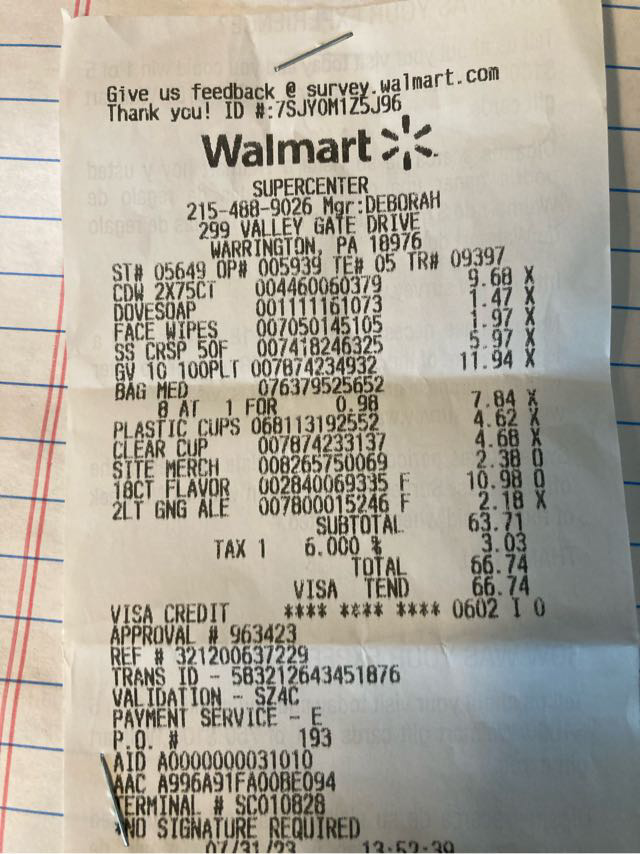 Give us feedback @ survey.walmart.com
Thank you! ID #:7SJY0M1Z5J96
Walmart
SUPERCENTER
215-488-9026 Mgr:DEBORAH
299 VALLEY GATE DRIVE
WARRINGTON, PA 18976
ST# 05649 OP# 005939 TE# 05 TR# 09397
CDW 2X75CT 004460060379 9.68 X
DOVESOAP 001111161073 1.47 X
FACE WIPES 007050145105 1.97 X
SS CRSP 50F 007418246325 5.97 X
GV 10 100PLT 007874234932 11.94 X
BAG MED 076379525652
8 AT 1 FOR 0.98 7.84 X
PLASTIC CUPS 068113192552 4.62 X
CLEAR CUP 007874233137 4.68 X
SITE MERCH 008265750069 2.38 O
18CT FLAVOR 002840069335 F 10.98 O
2LT GNG ALE 007800015246 F 2.18 X
SUBTOTAL 63.71
TAX 1 6.000 % 3.03
TOTAL 66.74
VISA TEND 66.74
VISA CREDIT **** **** **** 0602 I 0
APPROVAL # 963423
REF # 321200637229
TRANS ID - 583212643451876
VALIDATION - SZ4C
PAYMENT SERVICE - E
P.O. # 193
AID A0000000031010
AAC A996A91FA00BE094
TERMINAL # SC010828
*NO SIGNATURE REQUIRED
07/31/23 13:52:39